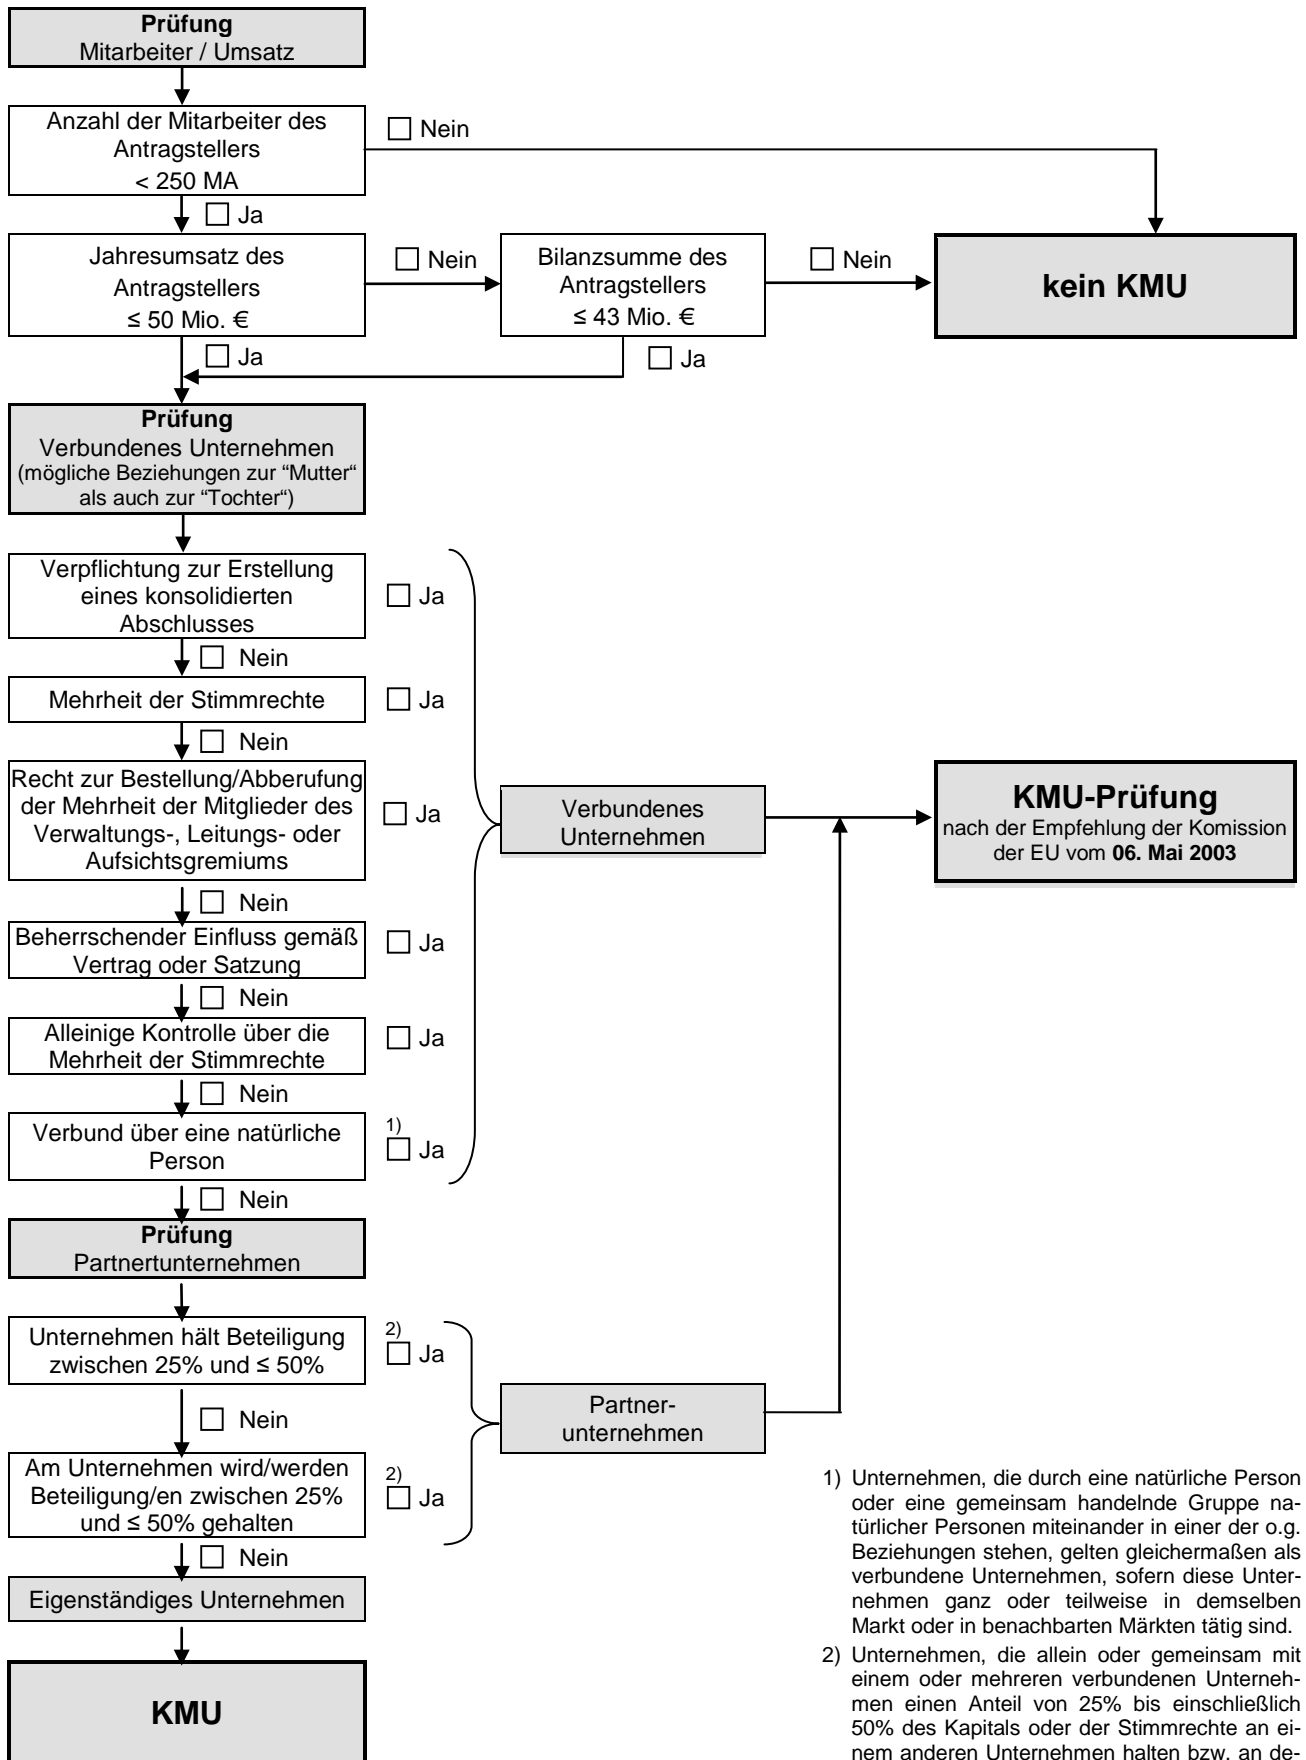 Prüfung
Mitarbeiter / Umsatz
Anzahl der Mitarbeiter des
Antragstellers
< 250 MA
☐ Nein
☐ Ja
Jahresumsatz des
Antragstellers
≤ 50 Mio. €
☐ Nein
Bilanzsumme des
Antragstellers
≤ 43 Mio. €
☐ Nein
kein KMU
☐ Ja
☐ Ja
Prüfung
Verbundenes Unternehmen
(mögliche Beziehungen zur “Mutter“
als auch zur “Tochter“)
Verpflichtung zur Erstellung
eines konsolidierten
Abschlusses
☐ Ja
☐ Nein
Mehrheit der Stimmrechte
☐ Ja
☐ Nein
Recht zur Bestellung/Abberufung
der Mehrheit der Mitglieder des
Verwaltungs-, Leitungs- oder
Aufsichtsgremiums
☐ Ja
Verbundenes
Unternehmen
KMU-Prüfung
nach der Empfehlung der Komission
der EU vom 06. Mai 2003
☐ Nein
Beherrschender Einfluss gemäß
Vertrag oder Satzung
☐ Ja
☐ Nein
Alleinige Kontrolle über die
Mehrheit der Stimmrechte
☐ Ja
☐ Nein
Verbund über eine natürliche
Person
1)
☐ Ja
☐ Nein
Prüfung
Partnertunternehmen
Unternehmen hält Beteiligung
zwischen 25% und ≤ 50%
2)
☐ Ja
☐ Nein
Partner-
unternehmen
Am Unternehmen wird/werden
Beteiligung/en zwischen 25%
und ≤ 50% gehalten
2)
☐ Ja
☐ Nein
Eigenständiges Unternehmen
KMU
1) Unternehmen, die durch eine natürliche Person
oder eine gemeinsam handelnde Gruppe na-
türlicher Personen miteinander in einer der o.g.
Beziehungen stehen, gelten gleichermaßen als
verbundene Unternehmen, sofern diese Unter-
nehmen ganz oder teilweise in demselben
Markt oder in benachbarten Märkten tätig sind.
2) Unternehmen, die allein oder gemeinsam mit
einem oder mehreren verbundenen Unterneh-
men einen Anteil von 25% bis einschließlich
50% des Kapitals oder der Stimmrechte an ei-
nem anderen Unternehmen halten bzw. an de-